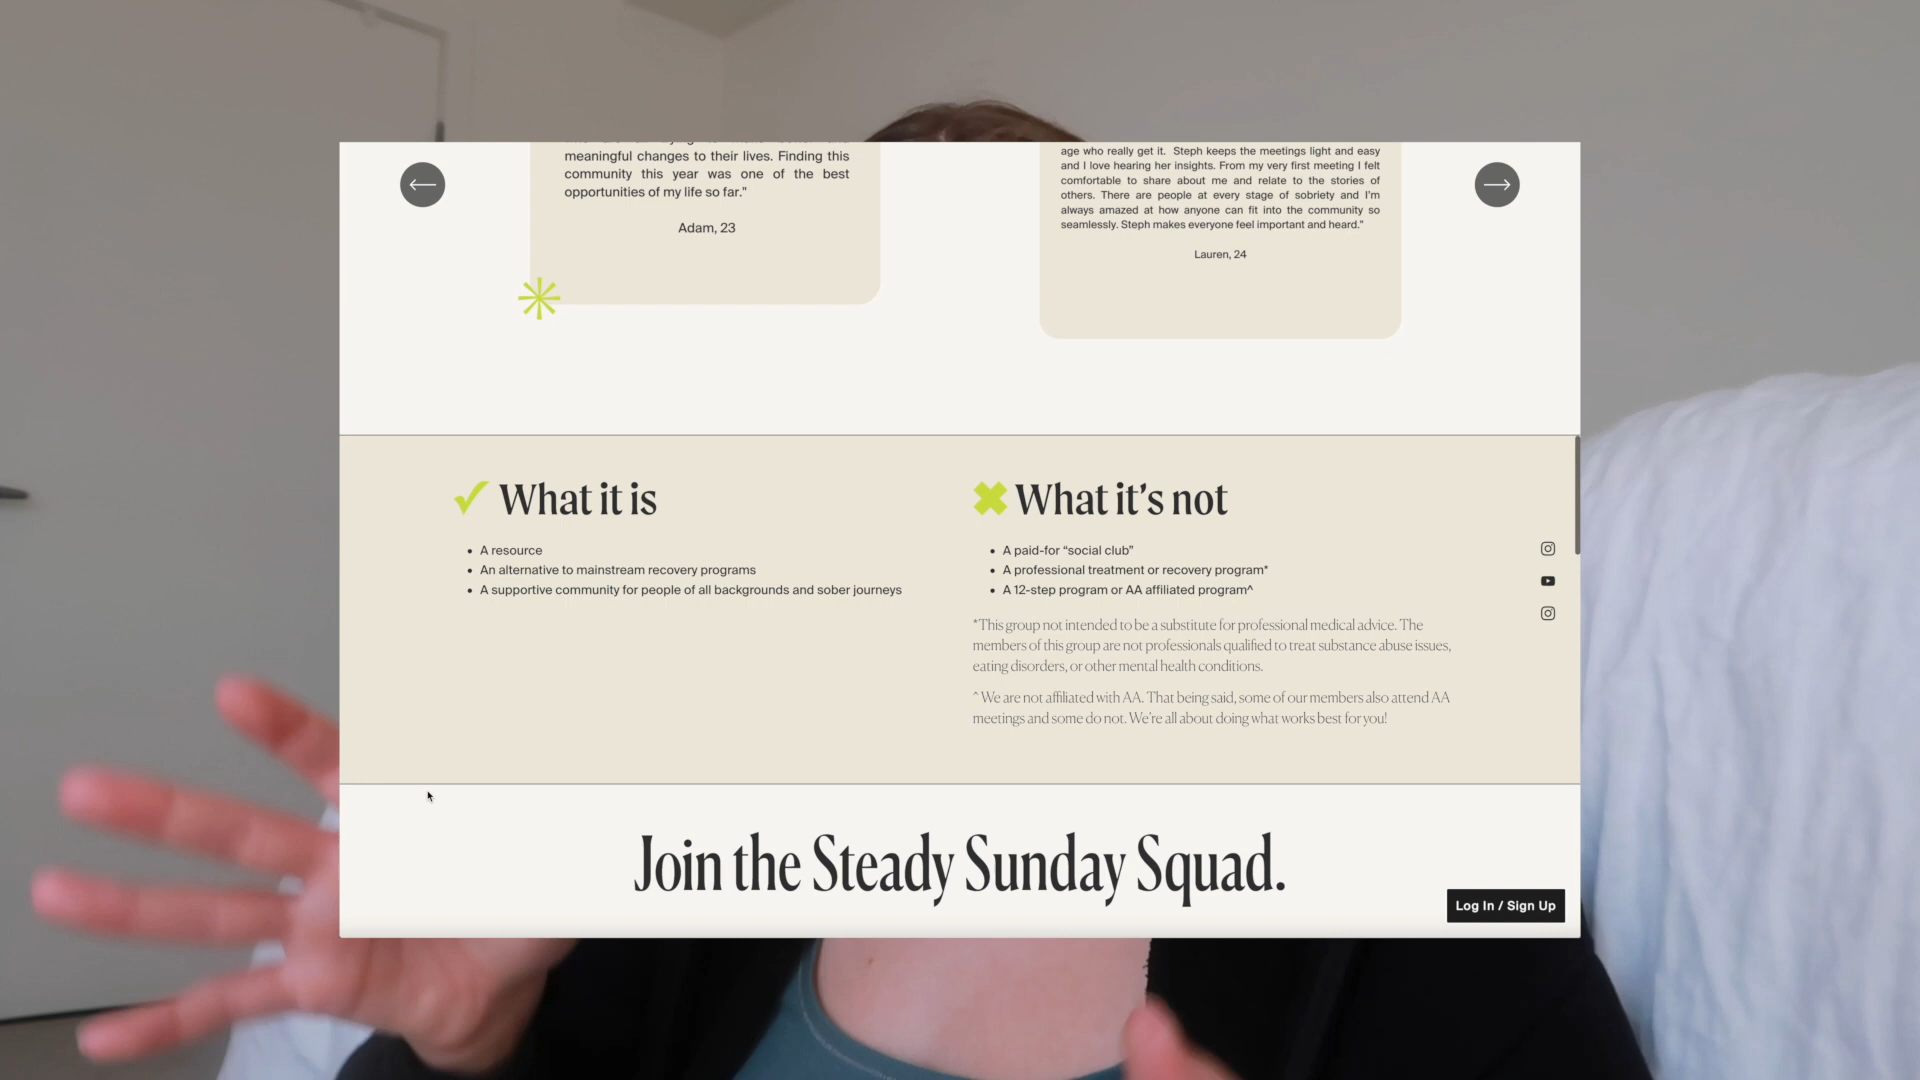 meaningful changes to their lives. Finding this
community this year was one of the best
opportunities of my life so far."
Adam, 23
age who really get it. Steph keeps the meetings light and easy
and I love hearing her insights. From my very first meeting I felt
comfortable to share about me and relate to the stories of
others. There are people at every stage of sobriety and I'm
always amazed at how anyone can fit into the community so
seamlessly. Steph makes everyone feel important and heard."
Lauren, 24
What it is
A resource
An alternative to mainstream recovery programs
A supportive community for people of all backgrounds and sober journeys
What it's not
A paid-for “social club”
A professional treatment or recovery program*
A 12-step program or AA affiliated program^
*This group not intended to be a substitute for professional medical advice. The
members of this group are not professionals qualified to treat substance abuse issues,
eating disorders, or other mental health conditions.
^ We are not affiliated with AA. That being said, some of our members also attend AA
meetings and some do not. We're all about doing what works best for you!
Join the Steady Sunday Squad.
Log In / Sign Up